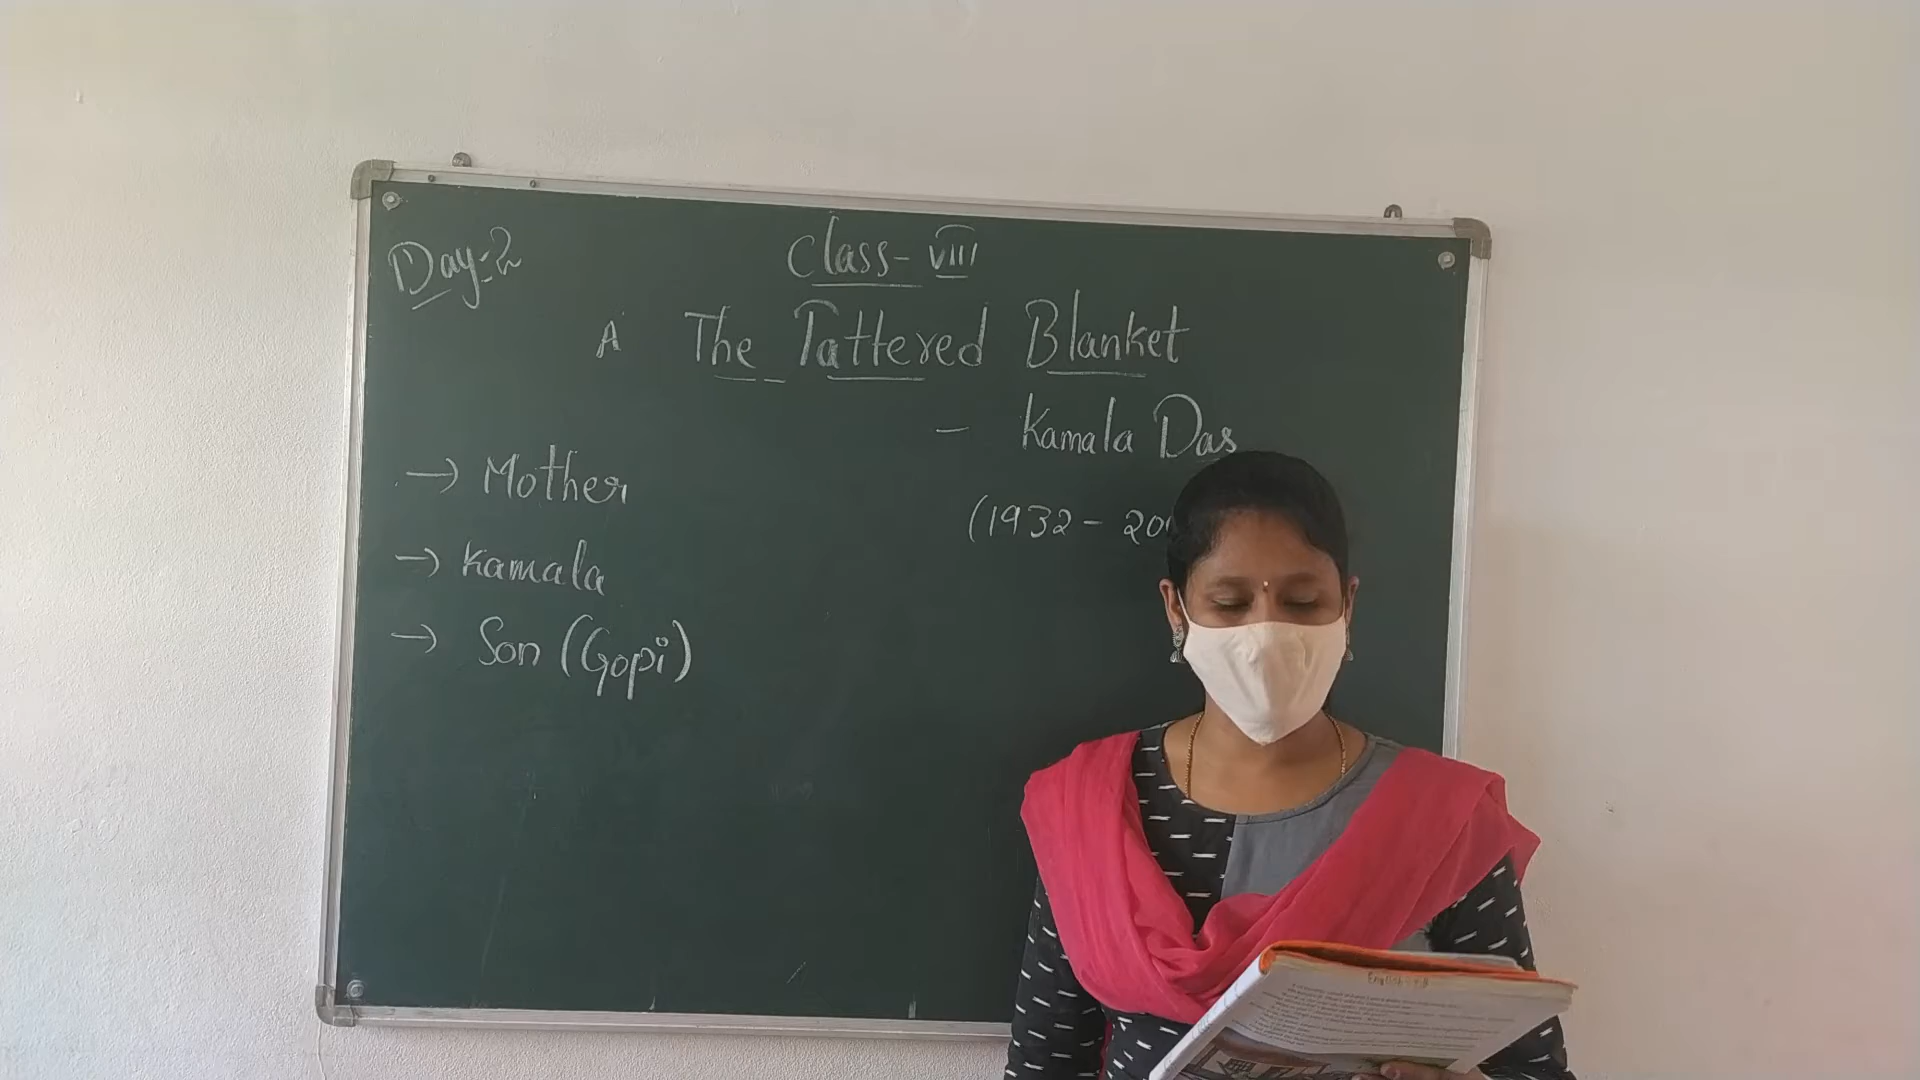 Day-2
Class- VIII
A The Tattered Blanket
- Kamala Das
(1932 - 20
→ Mother
→ Kamala
→ Son (Gopi)